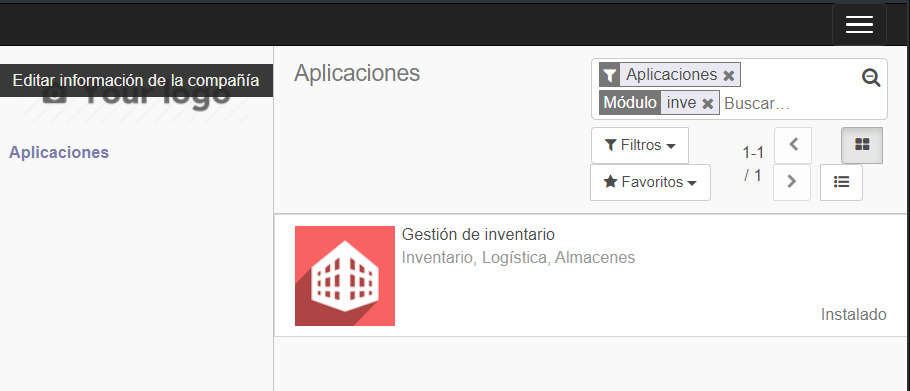 Editar información de la compañía
Your logo
Aplicaciones
Aplicaciones
Aplicaciones
Módulo inve Buscar...
Filtros
1-1 / 1
Favoritos
Gestión de inventario
Inventario, Logística, Almacenes
Instalado